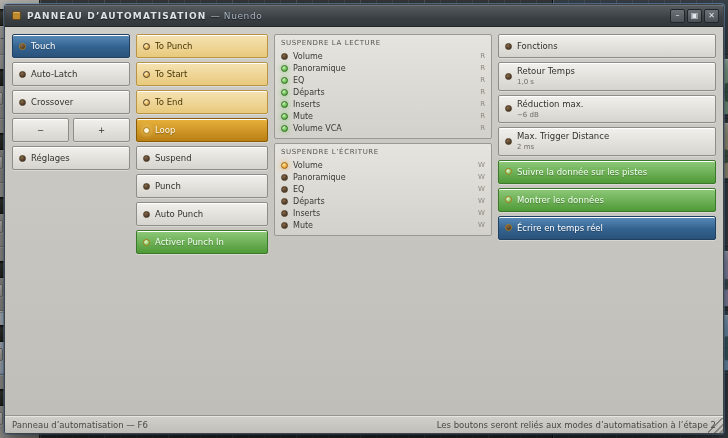 PANNEAU D'AUTOMATISATION — Nuendo
Touch
Auto-Latch
Crossover
− +
Réglages
To Punch
To Start
To End
Loop
Suspend
Punch
Auto Punch
Activer Punch In
SUSPENDRE LA LECTURE
Volume R
Panoramique R
EQ R
Départs R
Inserts R
Mute R
Volume VCA R
SUSPENDRE L'ÉCRITURE
Volume W
Panoramique W
EQ W
Départs W
Inserts W
Mute W
Fonctions
Retour Temps
1,0 s
Réduction max.
−6 dB
Max. Trigger Distance
2 ms
Suivre la donnée sur les pistes
Montrer les données
Écrire en temps réel
Panneau d'automatisation — F6
Les boutons seront reliés aux modes d'automatisation à l'étape 2